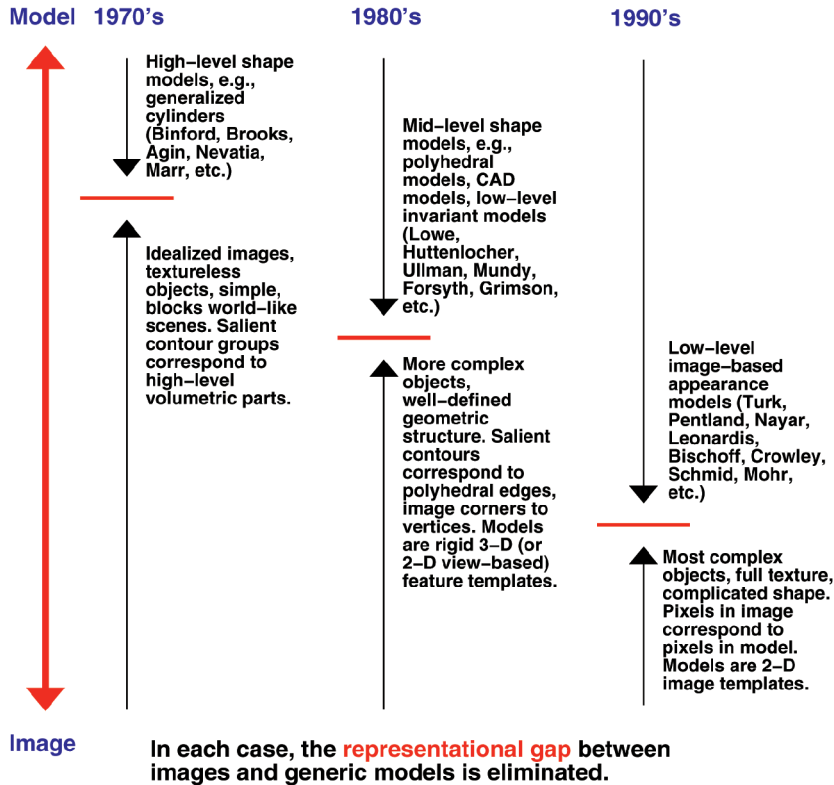 Model 1970's 1980's 1990's
High–level shape
models, e.g.,
generalized
cylinders
(Binford, Brooks,
Agin, Nevatia,
Marr, etc.)
Idealized images,
textureless
objects, simple,
blocks world–like
scenes. Salient
contour groups
correspond to
high–level
volumetric parts.
Mid–level shape
models, e.g.,
polyhedral
models, CAD
models, low–level
invariant models
(Lowe,
Huttenlocher,
Ullman, Mundy,
Forsyth, Grimson,
etc.)
More complex
objects,
well–defined
geometric
structure. Salient
contours
correspond to
polyhedral edges,
image corners to
vertices. Models
are rigid 3–D (or
2–D view–based)
feature templates.
Low–level
image–based
appearance
models (Turk,
Pentland, Nayar,
Leonardis,
Bischoff, Crowley,
Schmid, Mohr,
etc.)
Most complex
objects, full texture,
complicated shape.
Pixels in image
correspond to
pixels in model.
Models are 2–D
image templates.
Image
In each case, the representational gap between
images and generic models is eliminated.